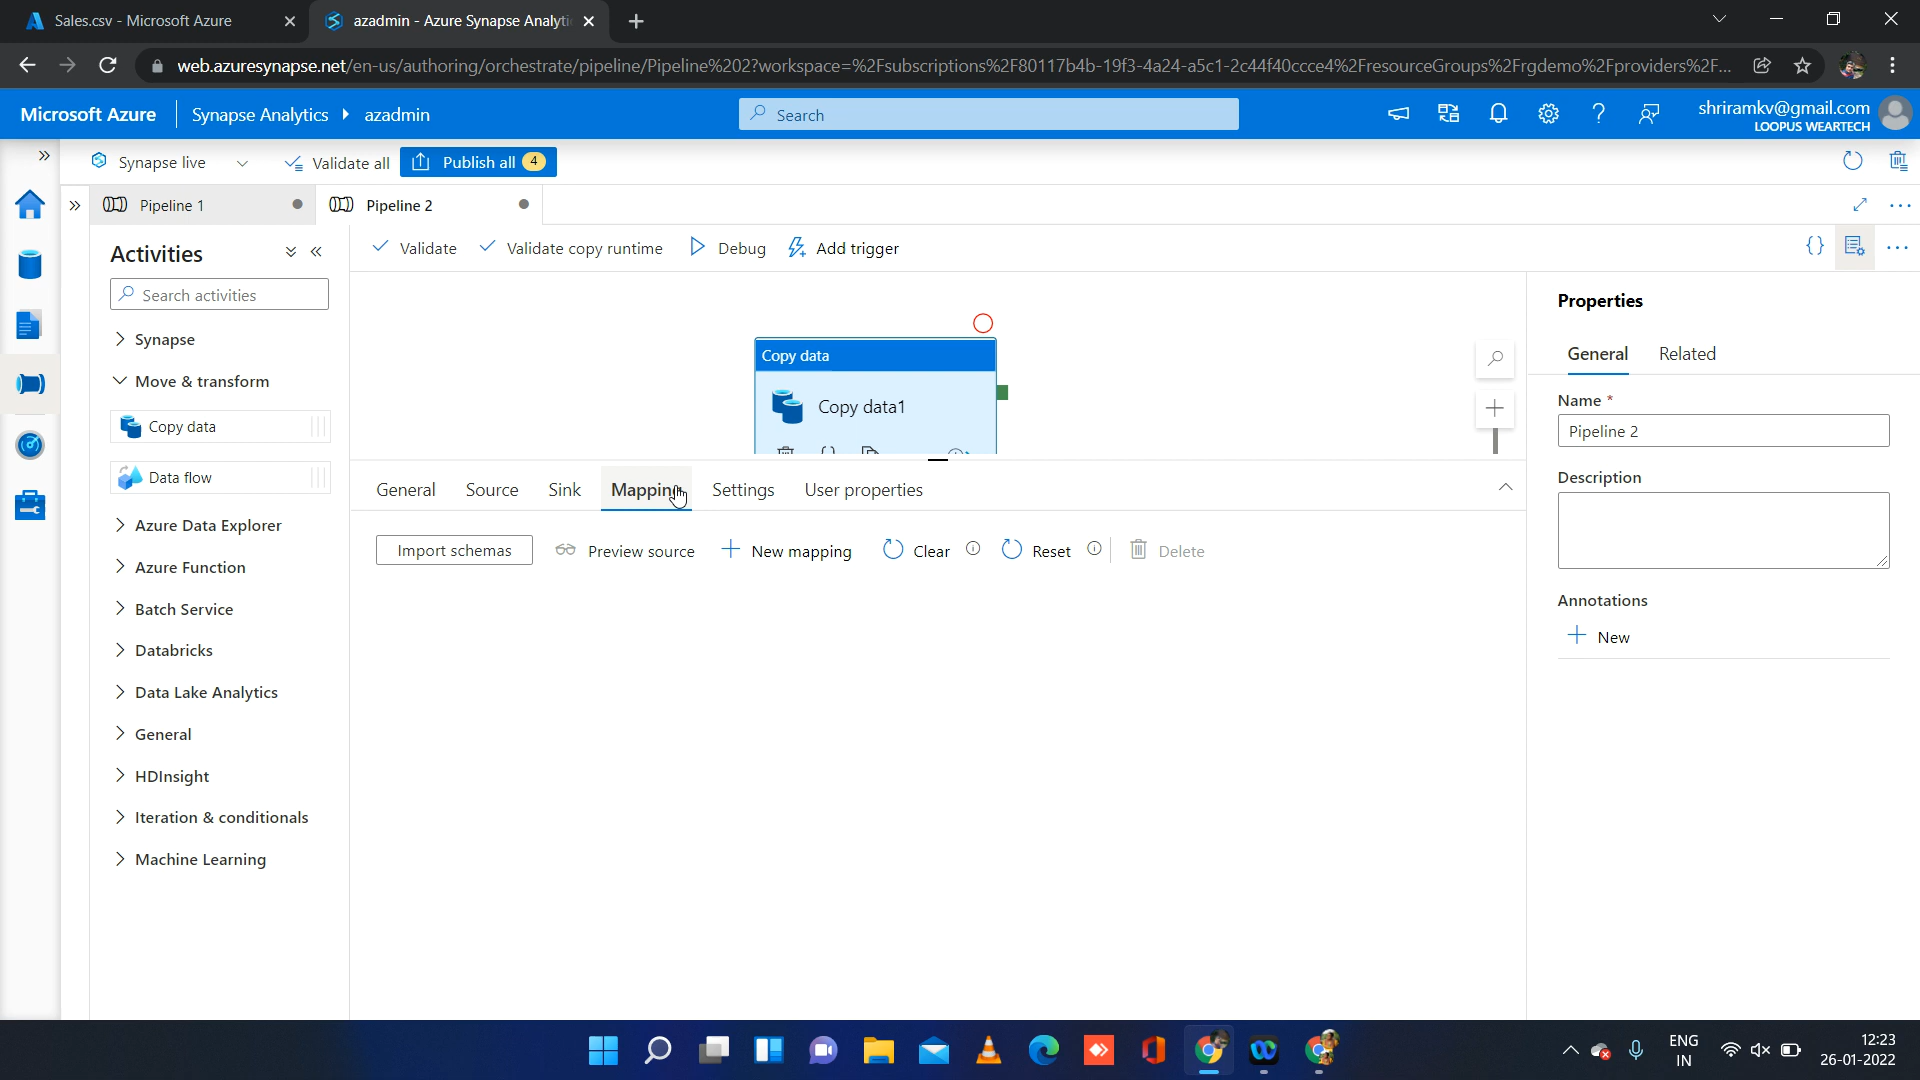 Sales.csv - Microsoft Azure
azadmin - Azure Synapse Analyti
web.azuresynapse.net/en-us/authoring/orchestrate/pipeline/Pipeline%202?workspace=%2Fsubscriptions%2F80117b4b-19f3-4a24-a5c1-2c44f40ccce4%2FresourceGroups%2Frgdemo%2Fproviders%2F...
Microsoft Azure
Synapse Analytics
azadmin
Search
shriramkv@gmail.com
LOOPUS WEARTECH
Synapse live
Validate all
Publish all 4
Pipeline 1
Pipeline 2
Activities
Validate
Validate copy runtime
Debug
Add trigger
Search activities
Synapse
Move & transform
Copy data
Data flow
Azure Data Explorer
Azure Function
Batch Service
Databricks
Data Lake Analytics
General
HDInsight
Iteration & conditionals
Machine Learning
Copy data
Copy data1
General
Source
Sink
Mapping
Settings
User properties
Import schemas
Preview source
New mapping
Clear
Reset
Delete
Properties
General
Related
Name *
Pipeline 2
Description
Annotations
New
ENG
IN
12:23
26-01-2022